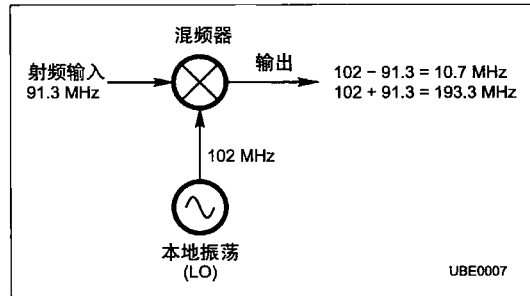 混频器
射频输入
91.3 MHz
输出
102 − 91.3 = 10.7 MHz
102 + 91.3 = 193.3 MHz
102 MHz
本地振荡
(LO)
UBE0007